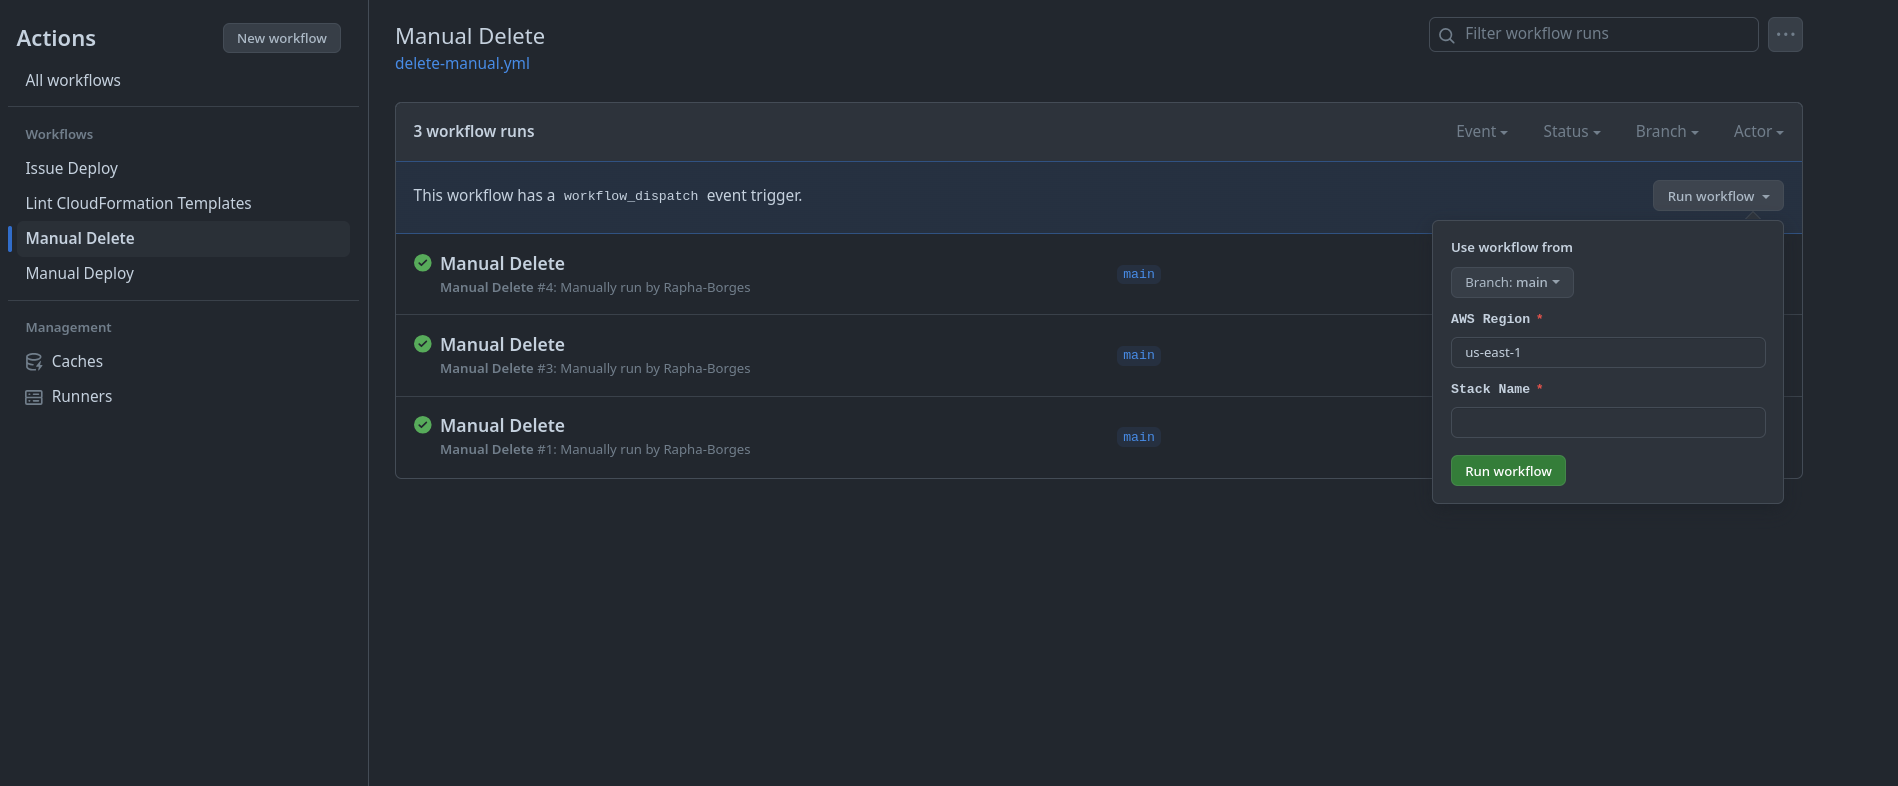 Actions
New workflow
All workflows
Workflows
Issue Deploy
Lint CloudFormation Templates
Manual Delete
Manual Deploy
Management
Caches
Runners
Manual Delete
delete-manual.yml
Filter workflow runs
3 workflow runs
Event
Status
Branch
Actor
This workflow has a workflow_dispatch event trigger.
Run workflow
Manual Delete
Manual Delete #4: Manually run by Rapha-Borges
main
Manual Delete
Manual Delete #3: Manually run by Rapha-Borges
main
Manual Delete
Manual Delete #1: Manually run by Rapha-Borges
main
Use workflow from
Branch: main
AWS Region *
us-east-1
Stack Name *
Run workflow